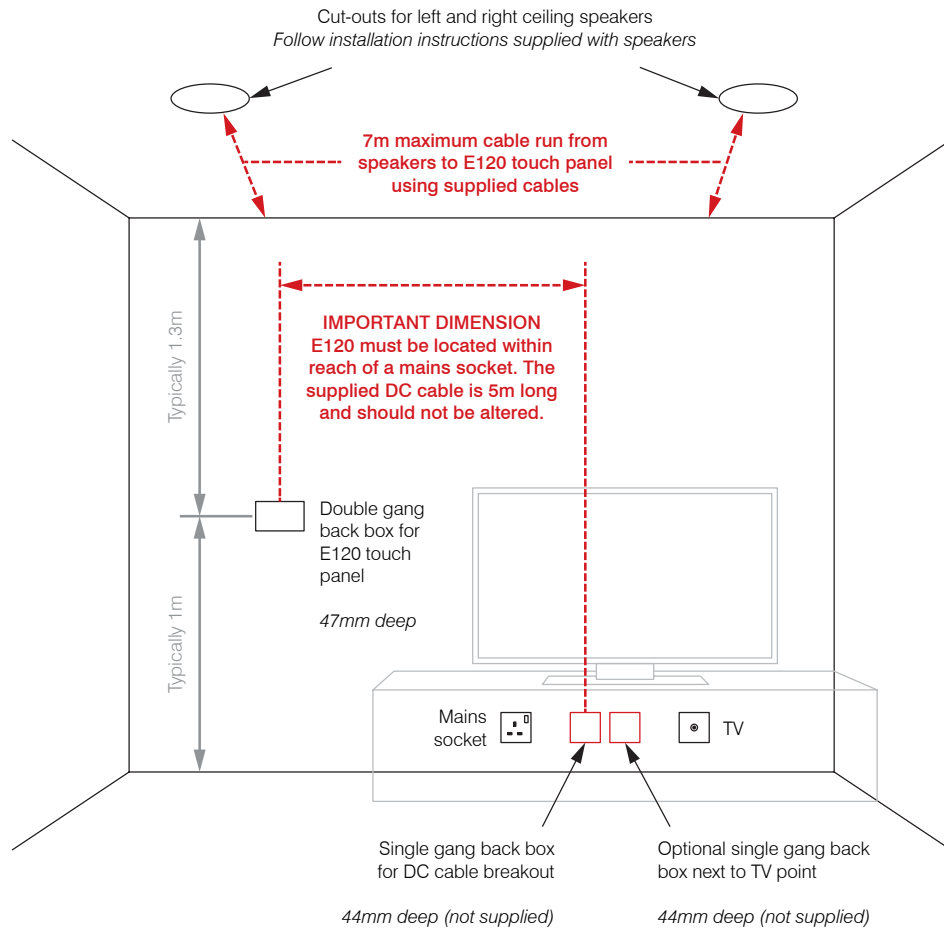 Cut-outs for left and right ceiling speakers
Follow installation instructions supplied with speakers
7m maximum cable run from
speakers to E120 touch panel
using supplied cables
Typically 1.3m
IMPORTANT DIMENSION
E120 must be located within
reach of a mains socket. The
supplied DC cable is 5m long
and should not be altered.
Double gang
back box for
E120 touch
panel
47mm deep
Typically 1m
Mains
socket
TV
Single gang back box
for DC cable breakout
44mm deep (not supplied)
Optional single gang back
box next to TV point
44mm deep (not supplied)